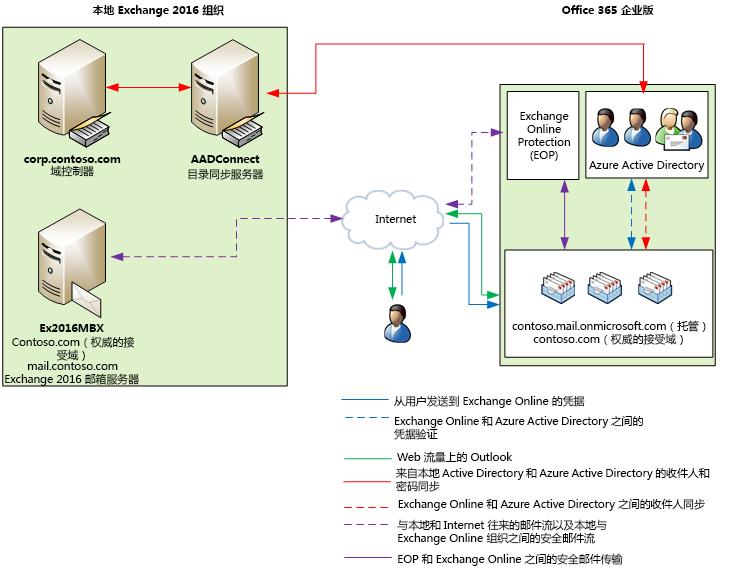 本地 Exchange 2016 组织
Office 365 企业版
corp.contoso.com
域控制器
AADConnect
目录同步服务器
Exchange
Online
Protection
(EOP)
Azure Active Directory
Internet
Ex2016MBX
Contoso.com（权威的接
受域）
mail.contoso.com
Exchange 2016 邮箱服务器
contoso.mail.onmicrosoft.com（托管）
contoso.com（权威的接受域）
从用户发送到 Exchange Online 的凭据
Exchange Online 和 Azure Active Directory 之间的
凭据验证
Web 流量上的 Outlook
来自本地 Active Directory 和 Azure Active Directory 的收件人和
密码同步
Exchange Online 和 Azure Active Directory 之间的收件人同步
与本地和 Internet 往来的邮件流以及本地与
Exchange Online 组织之间的安全邮件流
EOP 和 Exchange Online 之间的安全邮件传输